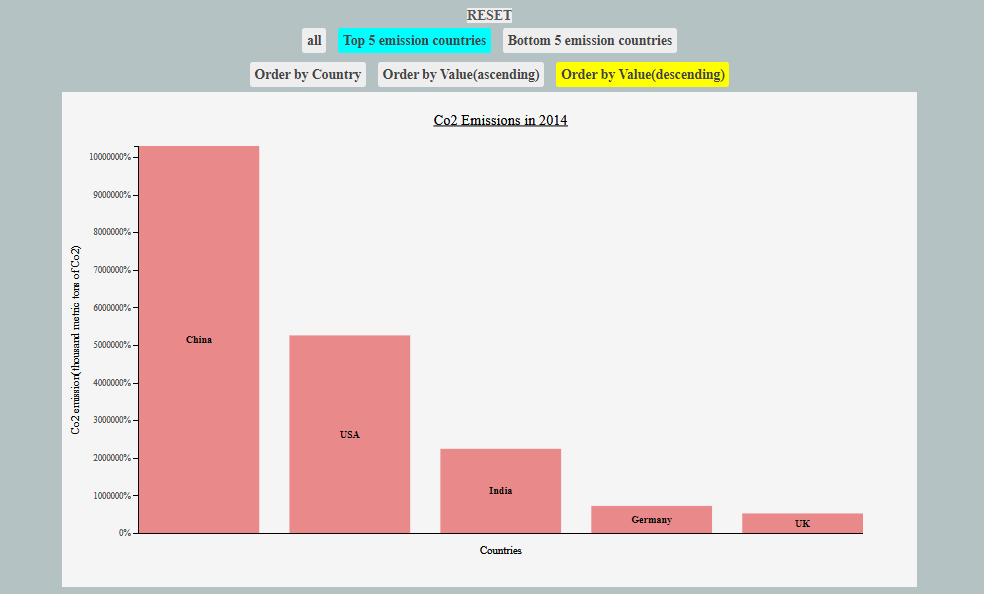 RESET
all Top 5 emission countries Bottom 5 emission countries
Order by Country Order by Value(ascending) Order by Value(descending)
Co2 Emissions in 2014
10000000%
9000000%
8000000%
7000000%
6000000%
5000000%
4000000%
3000000%
2000000%
1000000%
0%
Co2 emission(thousand metric tons of Co2)
China
USA
India
Germany
UK
Countries